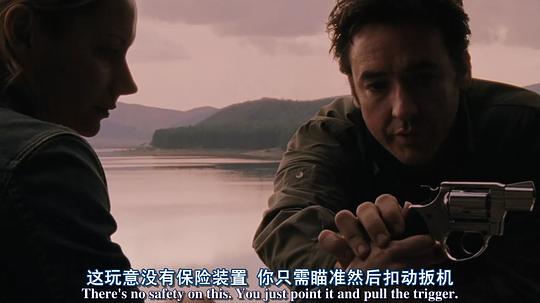 这玩意没有保险装置 你只需瞄准然后扣动扳机
There's no safety on this. You just point it and pull the trigger.